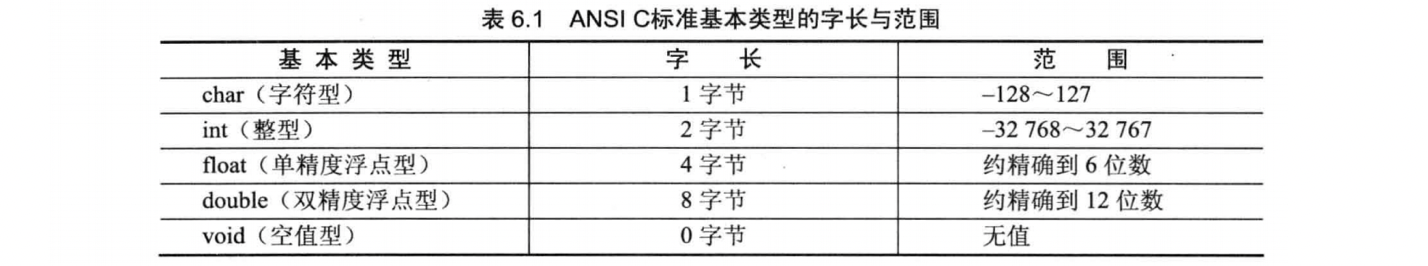 表 6.1 ANSI C标准基本类型的字长与范围
基 本 类 型 字 长 范 围
char（字符型） 1 字节 –128～127
int（整型） 2 字节 –32 768～32 767
float（单精度浮点型） 4 字节 约精确到 6 位数
double（双精度浮点型） 8 字节 约精确到 12 位数
void（空值型） 0 字节 无值